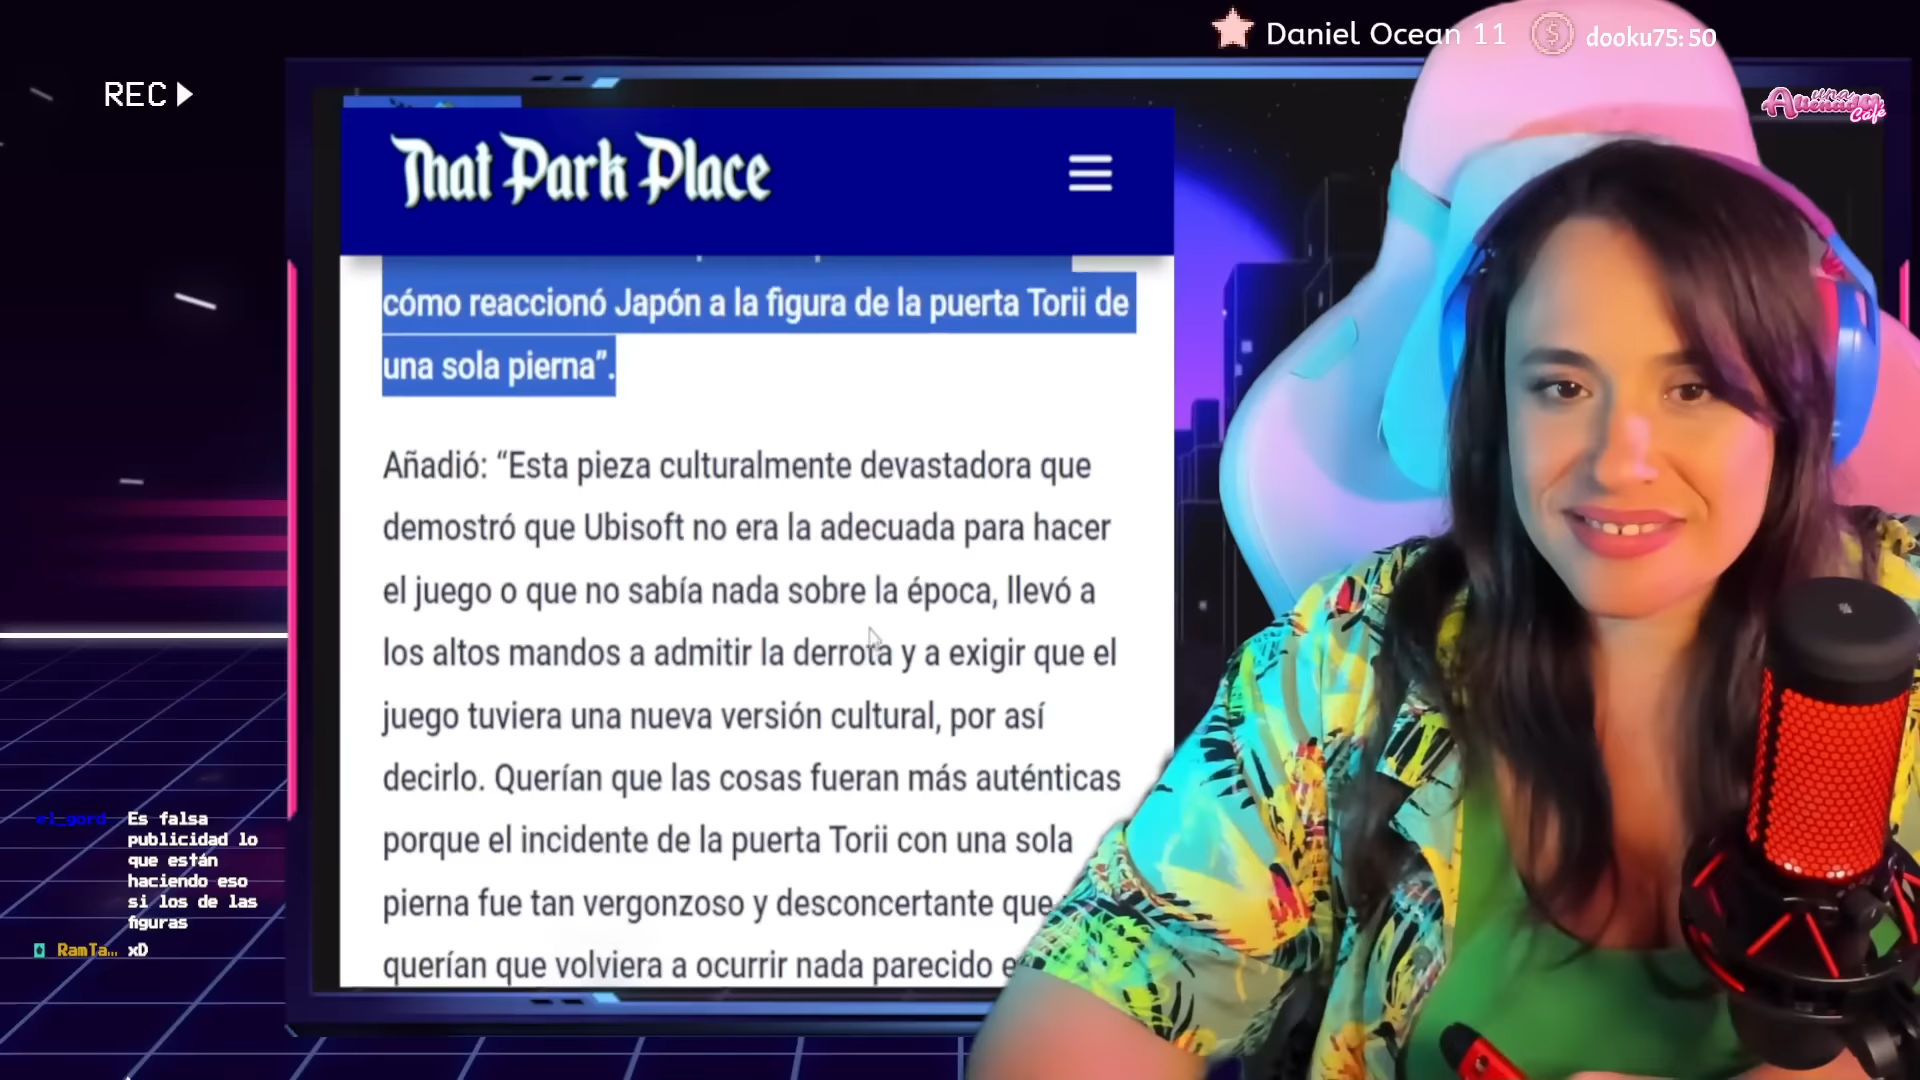 Daniel Ocean 11
dooku75: 50
REC
una
Café
That Park Place
cómo reaccionó Japón a la figura de la puerta Torii de
una sola pierna”.
Añadió: “Esta pieza culturalmente devastadora que
demostró que Ubisoft no era la adecuada para hacer
el juego o que no sabía nada sobre la época, llevó a
los altos mandos a admitir la derrota y a exigir que el
juego tuviera una nueva versión cultural, por así
decirlo. Querían que las cosas fueran más auténticas
porque el incidente de la puerta Torii con una sola
pierna fue tan vergonzoso y desconcertante que
querían que volviera a ocurrir nada parecido
el_gord Es falsa
publicidad lo
que están
haciendo eso
si los de las
figuras
RamTa… xD